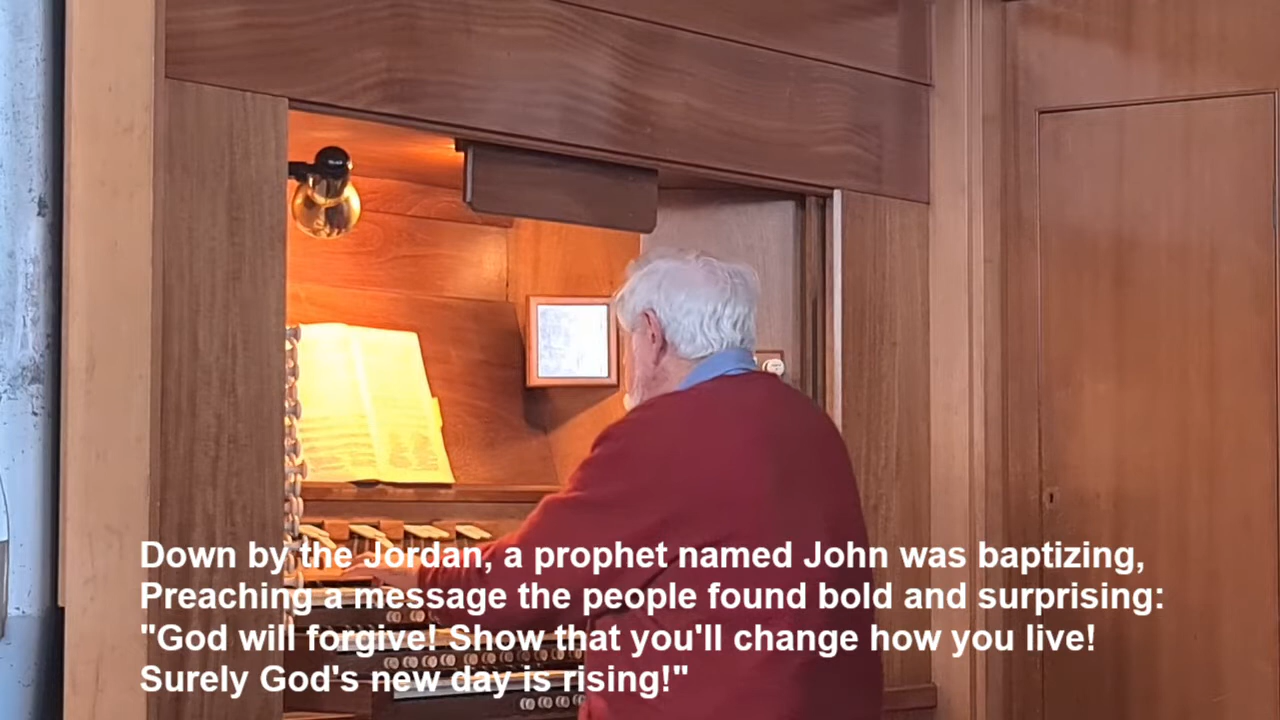 Down by the Jordan, a prophet named John was baptizing,
Preaching a message the people found bold and surprising:
"God will forgive! Show that you'll change how you live!
Surely God's new day is rising!"